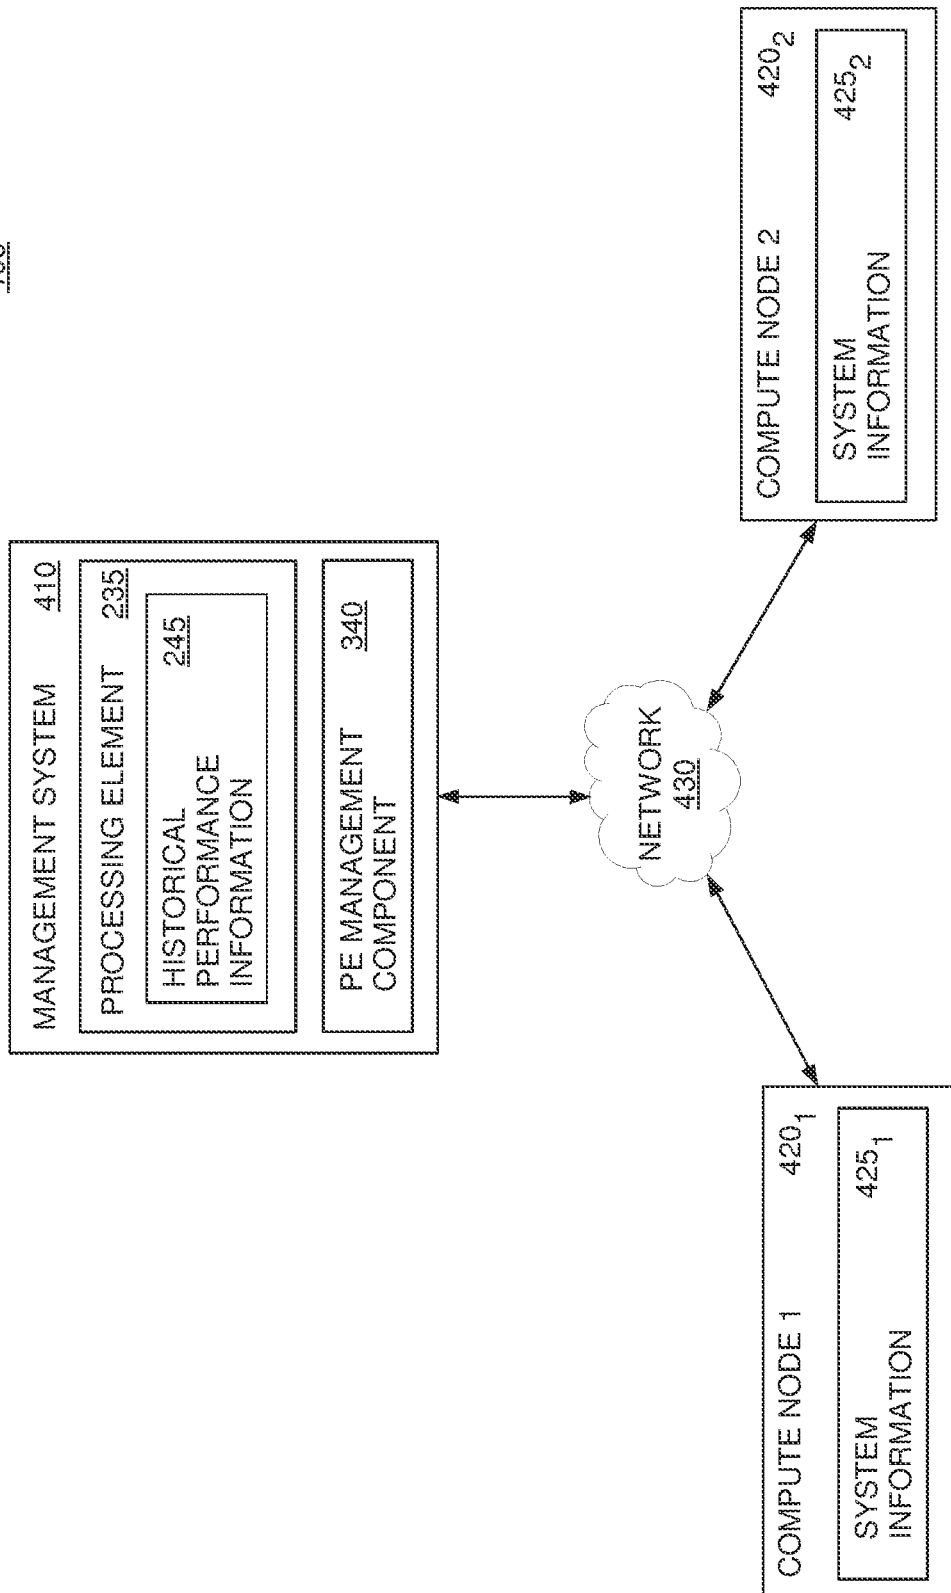 MANAGEMENT SYSTEM 410
PROCESSING ELEMENT 235
HISTORICAL 245
PERFORMANCE
INFORMATION
PE MANAGEMENT 340
COMPONENT
NETWORK
430
COMPUTE NODE 1 420₁
SYSTEM 425₁
INFORMATION
COMPUTE NODE 2 420₂
SYSTEM 425₂
INFORMATION